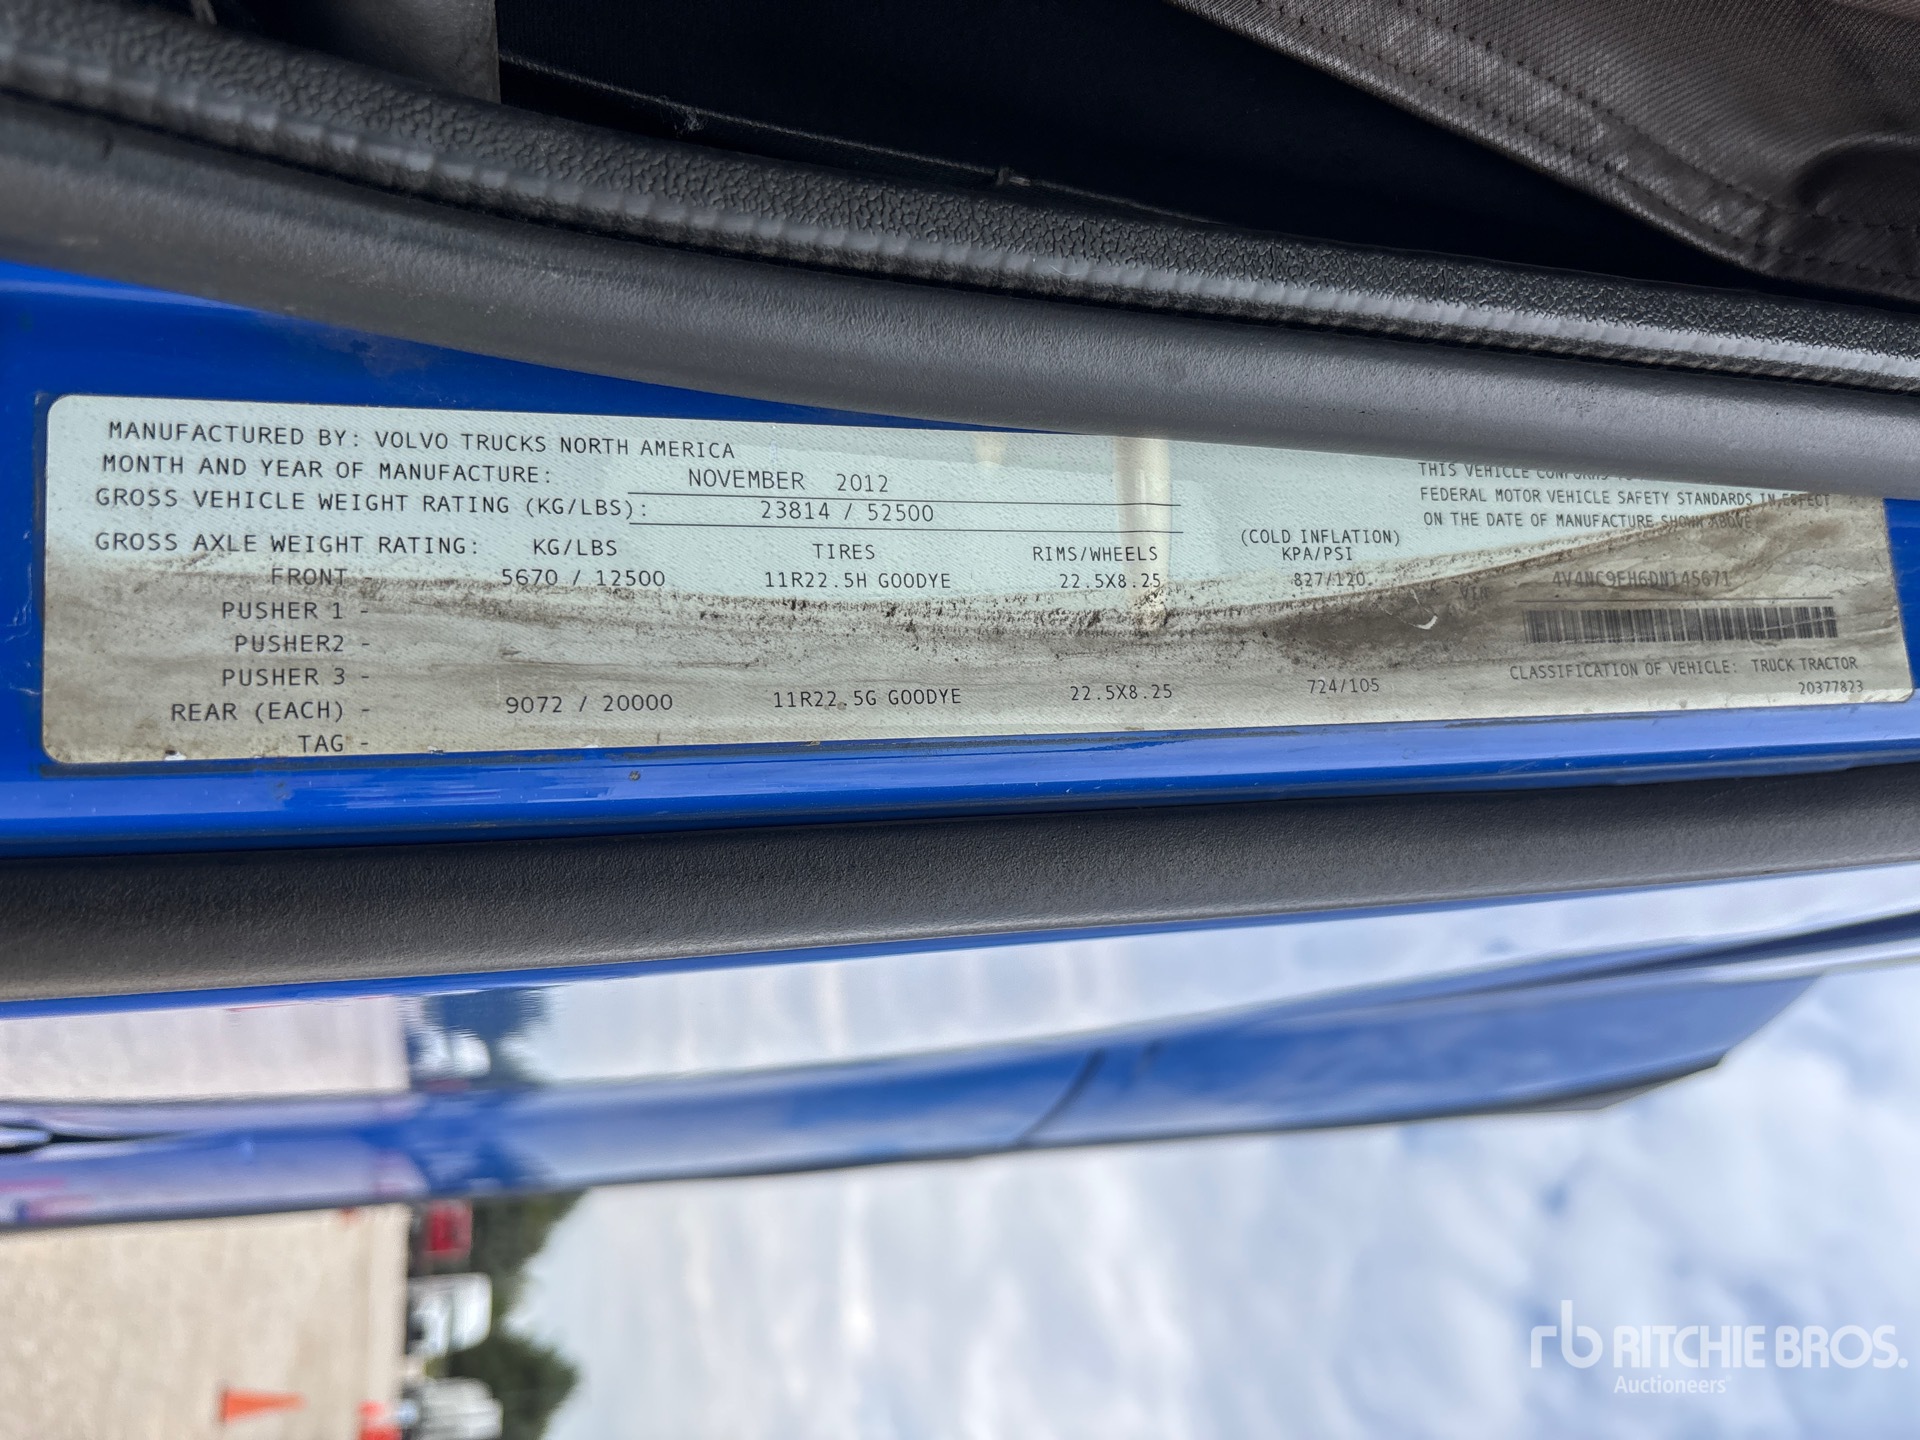 MANUFACTURED BY: VOLVO TRUCKS NORTH AMERICA
MONTH AND YEAR OF MANUFACTURE: NOVEMBER 2012
GROSS VEHICLE WEIGHT RATING (KG/LBS): 23814 / 52500
GROSS AXLE WEIGHT RATING: KG/LBS TIRES RIMS/WHEELS (COLD INFLATION) KPA/PSI
FRONT - 5670 / 12500 11R22.5H GOODYE 22.5X8.25 827/120
PUSHER 1 -
PUSHER2 -
PUSHER 3 -
REAR (EACH) - 9072 / 20000 11R22.5G GOODYE 22.5X8.25 724/105
TAG -
THIS VEHICLE CONFORMS TO
FEDERAL MOTOR VEHICLE SAFETY STANDARDS IN EFFECT
ON THE DATE OF MANUFACTURE SHOWN ABOVE
VIN 4V4NC9EH6DN145671
CLASSIFICATION OF VEHICLE: TRUCK TRACTOR
20377823
rb RITCHIE BROS.
Auctioneers